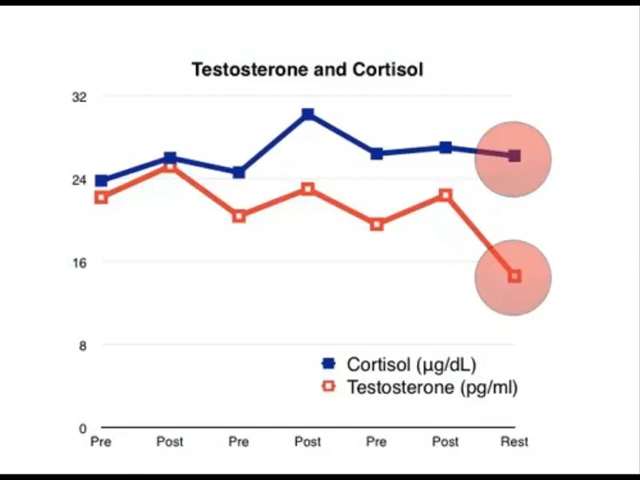 Testosterone and Cortisol
32
24
16
8
0
Cortisol (µg/dL)
Testosterone (pg/ml)
Pre Post Pre Post Pre Post Rest